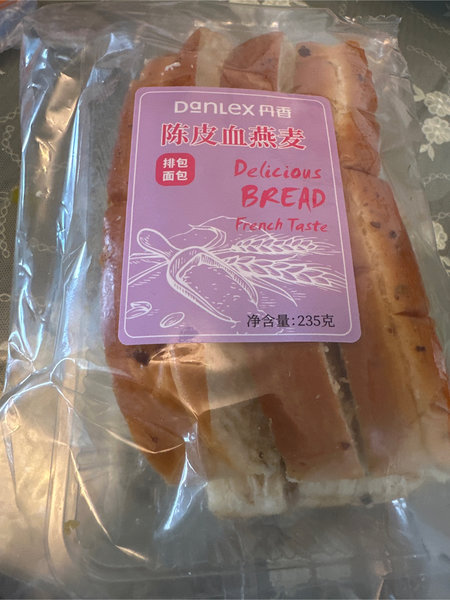 DanLex 丹香
陈皮血燕麦
排包
面包
Delicious
BREAD
French Taste
净含量:235克